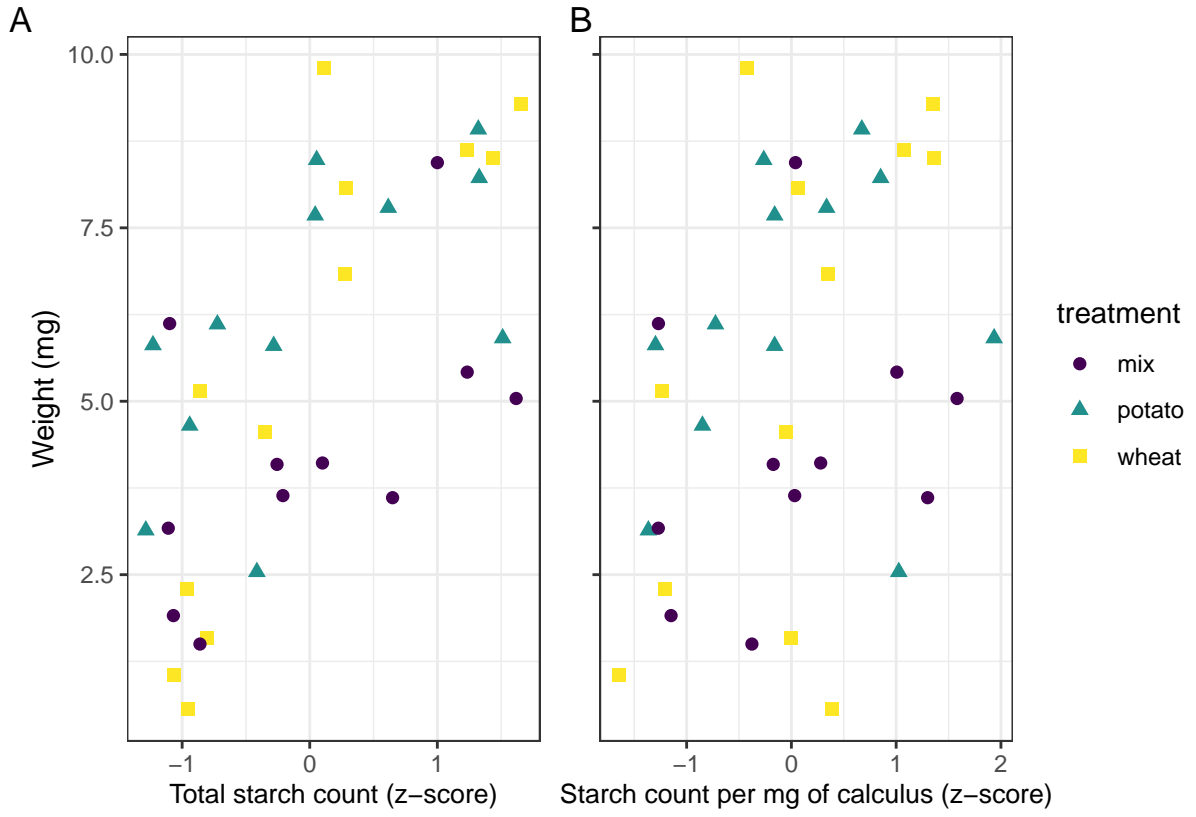 A
B
Weight (mg)
10.0
7.5
5.0
2.5
−1 0 1
−1 0 1 2
Total starch count (z−score)
Starch count per mg of calculus (z−score)
treatment
mix
potato
wheat